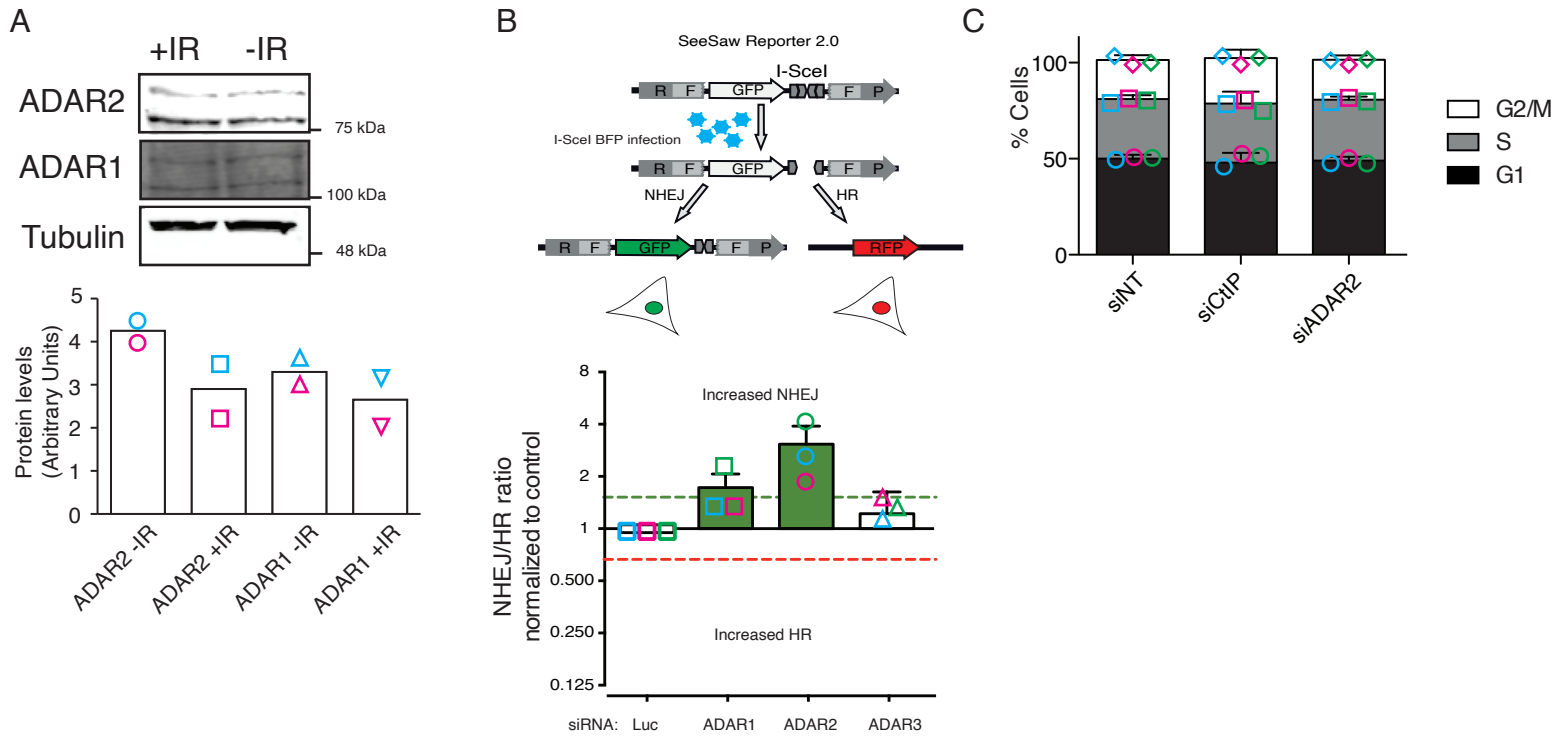 A
+IR -IR
ADAR2
75 kDa
ADAR1
100 kDa
Tubulin
48 kDa
Protein levels
(Arbitrary Units)
5
4
3
2
1
0
ADAR2 -IR
ADAR2 +IR
ADAR1 -IR
ADAR1 +IR
B
SeeSaw Reporter 2.0
I-SceI
R F GFP F P
I-SceI BFP infection
R F GFP F P
NHEJ HR
R F GFP F P RFP
NHEJ/HR ratio
normalized to control
8
4
2
1
0.500
0.250
0.125
Increased NHEJ
Increased HR
siRNA: Luc ADAR1 ADAR2 ADAR3
C
% Cells
100
50
0
siNT
siCtIP
siADAR2
G2/M
S
G1